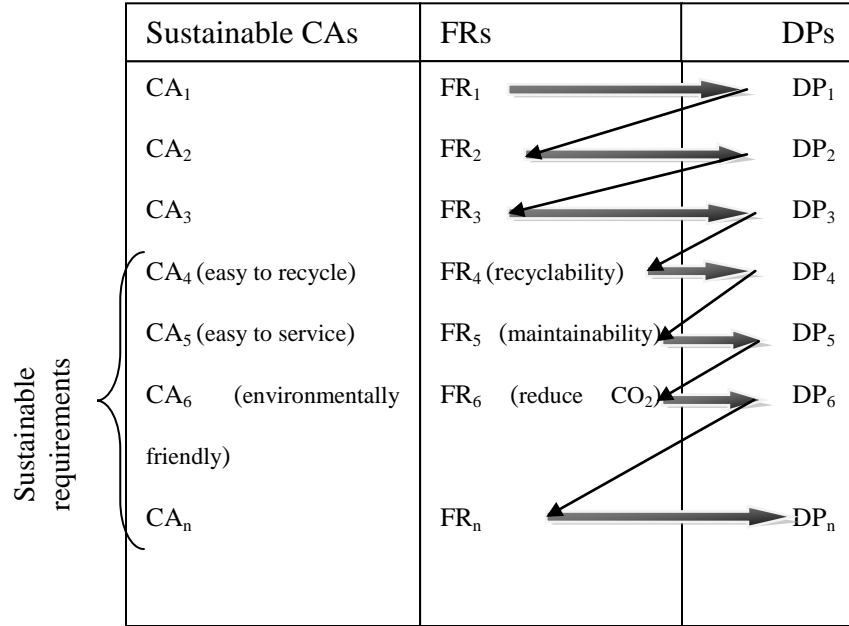 Sustainable CAs FRs DPs
CA₁ FR₁ DP₁
CA₂ FR₂ DP₂
CA₃ FR₃ DP₃
CA₄ (easy to recycle) FR₄ (recyclability) DP₄
CA₅ (easy to service) FR₅ (maintainability) DP₅
CA₆ (environmentally FR₆ (reduce CO₂) DP₆
friendly)
CAₙ FRₙ DPₙ
Sustainable
requirements